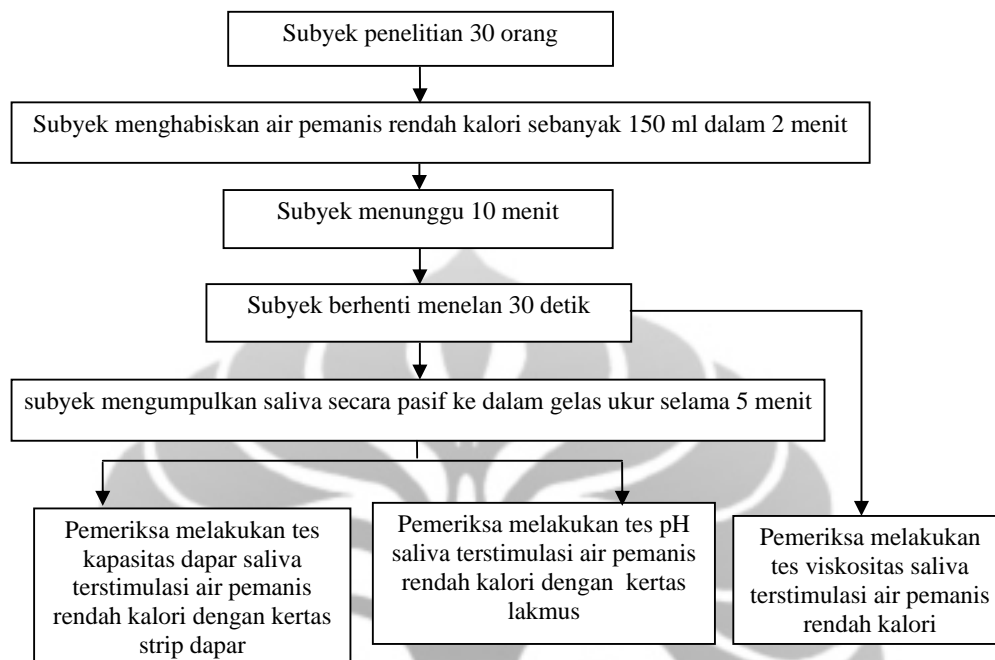 Subyek penelitian 30 orang
Subyek menghabiskan air pemanis rendah kalori sebanyak 150 ml dalam 2 menit
Subyek menunggu 10 menit
Subyek berhenti menelan 30 detik
subyek mengumpulkan saliva secara pasif ke dalam gelas ukur selama 5 menit
Pemeriksa melakukan tes
kapasitas dapar saliva
terstimulasi air pemanis
rendah kalori dengan kertas
strip dapar
Pemeriksa melakukan tes pH
saliva terstimulasi air pemanis
rendah kalori dengan kertas
lakmus
Pemeriksa melakukan
tes viskositas saliva
terstimulasi air pemanis
rendah kalori